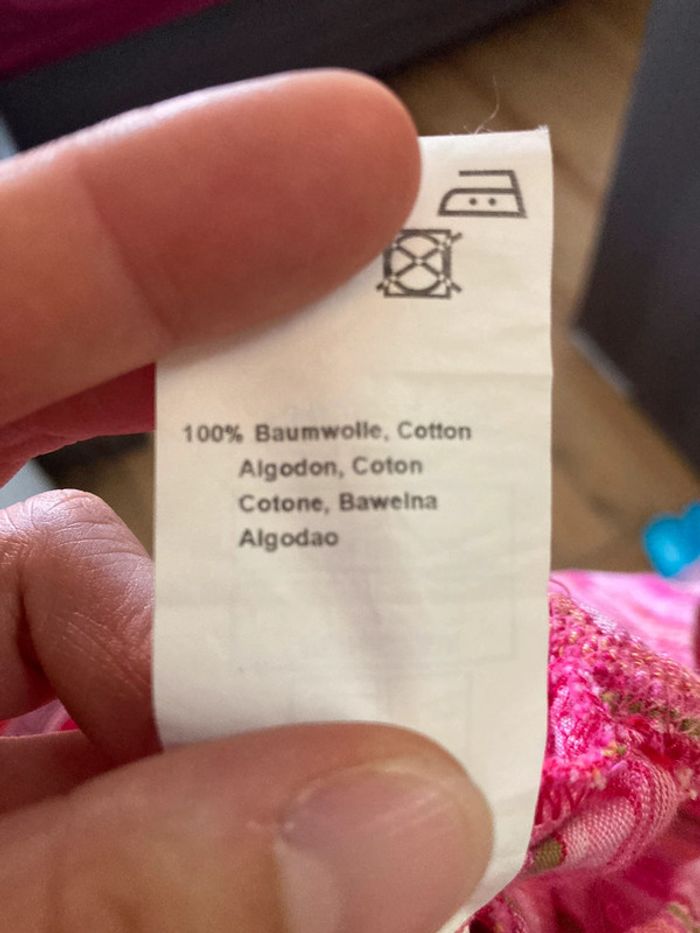 100% Baumwolle, Cotton
Algodon, Coton
Cotone, Bawelna
Algodao